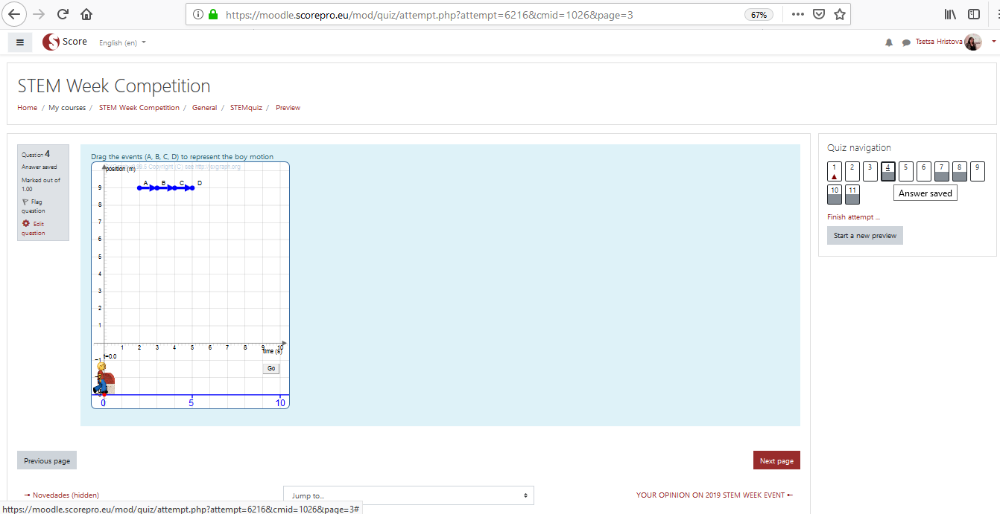 https://moodle.scorepro.eu/mod/quiz/attempt.php?attempt=6216&cmid=1026&page=3
67%
Score
English (en)
Tsetsa Hristova
STEM Week Competition
Home / My courses / STEM Week Competition / General / STEMquiz / Preview
Question 4
Answer saved
Marked out of
1.00
Flag
question
Edit
question
Drag the events (A, B, C, D) to represent the boy motion
Copyright (C) see http://jsxgraph.org
position (m)
A B C D
9
8
7
6
5
4
3
2
1
1 2 3 4 5 6 7 8 9 10
time (s)
t=0.0
−1
Go
0 5 10
Quiz navigation
1 2 3 4 5 6 7 8 9
10 11
Answer saved
Finish attempt ...
Start a new preview
Previous page
Next page
Novedades (hidden)
Jump to...
YOUR OPINION ON 2019 STEM WEEK EVENT
https://moodle.scorepro.eu/mod/quiz/attempt.php?attempt=6216&cmid=1026&page=3#